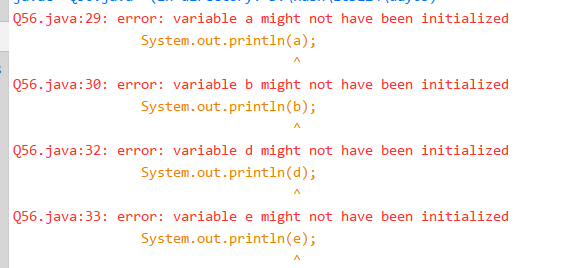 Q56.java:29: error: variable a might not have been initialized
System.out.println(a);
^
Q56.java:30: error: variable b might not have been initialized
System.out.println(b);
^
Q56.java:32: error: variable d might not have been initialized
System.out.println(d);
^
Q56.java:33: error: variable e might not have been initialized
System.out.println(e);
^